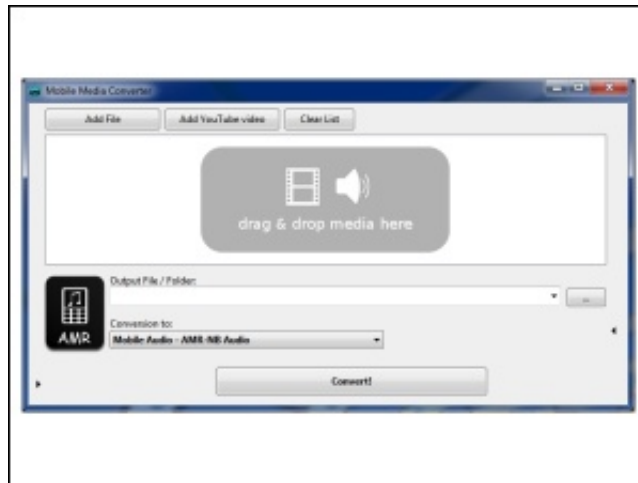 Mobile Media Converter
Add File Add YouTube video Clear List
drag & drop media here
Output File / Folder:
...
Conversion to:
AMR Mobile Audio - AMR-NB Audio
Convert!